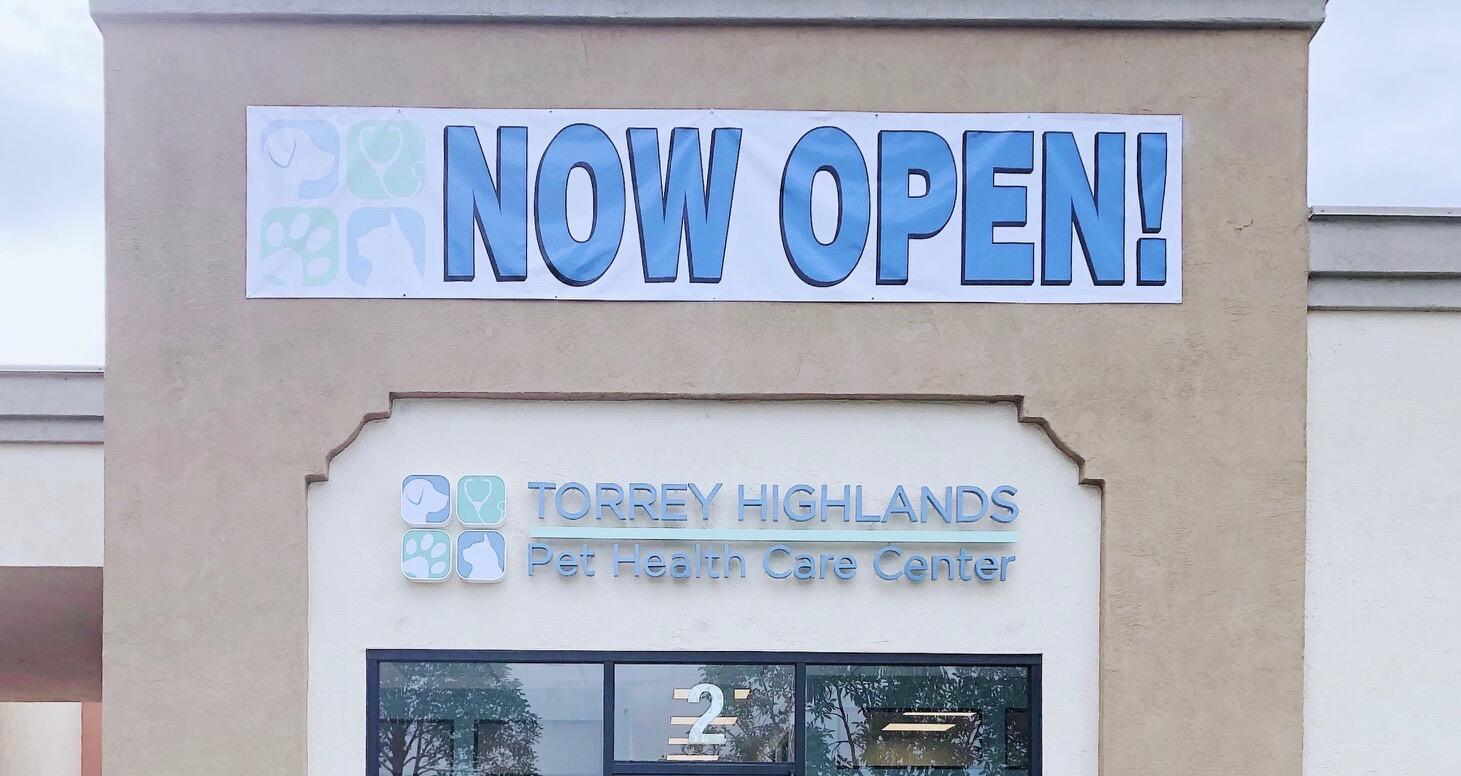 NOW OPEN!
TORREY HIGHLANDS
Pet Health Care Center
2